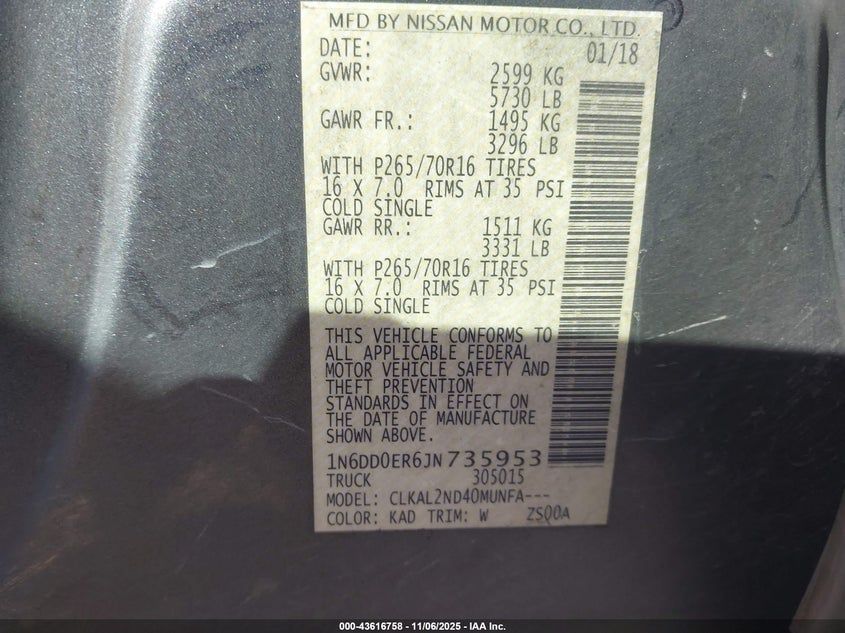 MFD BY NISSAN MOTOR CO., LTD.
DATE: 01/18
GVWR: 2599 KG
5730 LB
GAWR FR.: 1495 KG
3296 LB
WITH P265/70R16 TIRES
16 X 7.0 RIMS AT 35 PSI
COLD SINGLE
GAWR RR.: 1511 KG
3331 LB
WITH P265/70R16 TIRES
16 X 7.0 RIMS AT 35 PSI
COLD SINGLE
THIS VEHICLE CONFORMS TO
ALL APPLICABLE FEDERAL
MOTOR VEHICLE SAFETY AND
THEFT PREVENTION
STANDARDS IN EFFECT ON
THE DATE OF MANUFACTURE
SHOWN ABOVE.
1N6DD0ER6JN735953
TRUCK 305015
MODEL: CLKAL2ND40MUNFA---
COLOR: KAD TRIM: W ZS00A
000-43616758 - 11/06/2025 - IAA Inc.